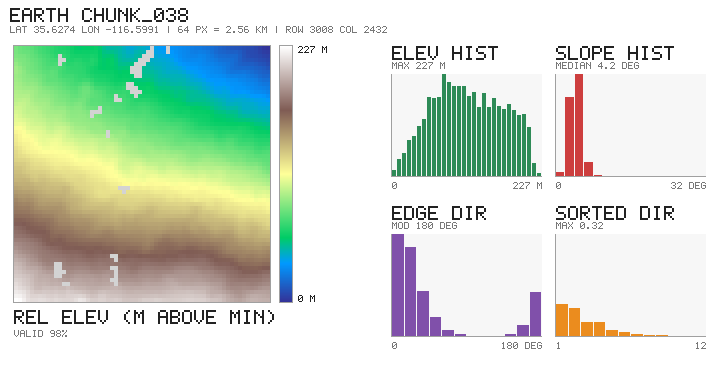 EARTH CHUNK_038
LAT 35.6274 LON -116.5991 | 64 PX = 2.56 KM | ROW 3008 COL 2432
227 M
0 M
REL ELEV (M ABOVE MIN)
VALID 98%
ELEV HIST
MAX 227 M
0 227 M
SLOPE HIST
MEDIAN 4.2 DEG
0 32 DEG
EDGE DIR
MOD 180 DEG
0 180 DEG
SORTED DIR
MAX 0.32
1 12